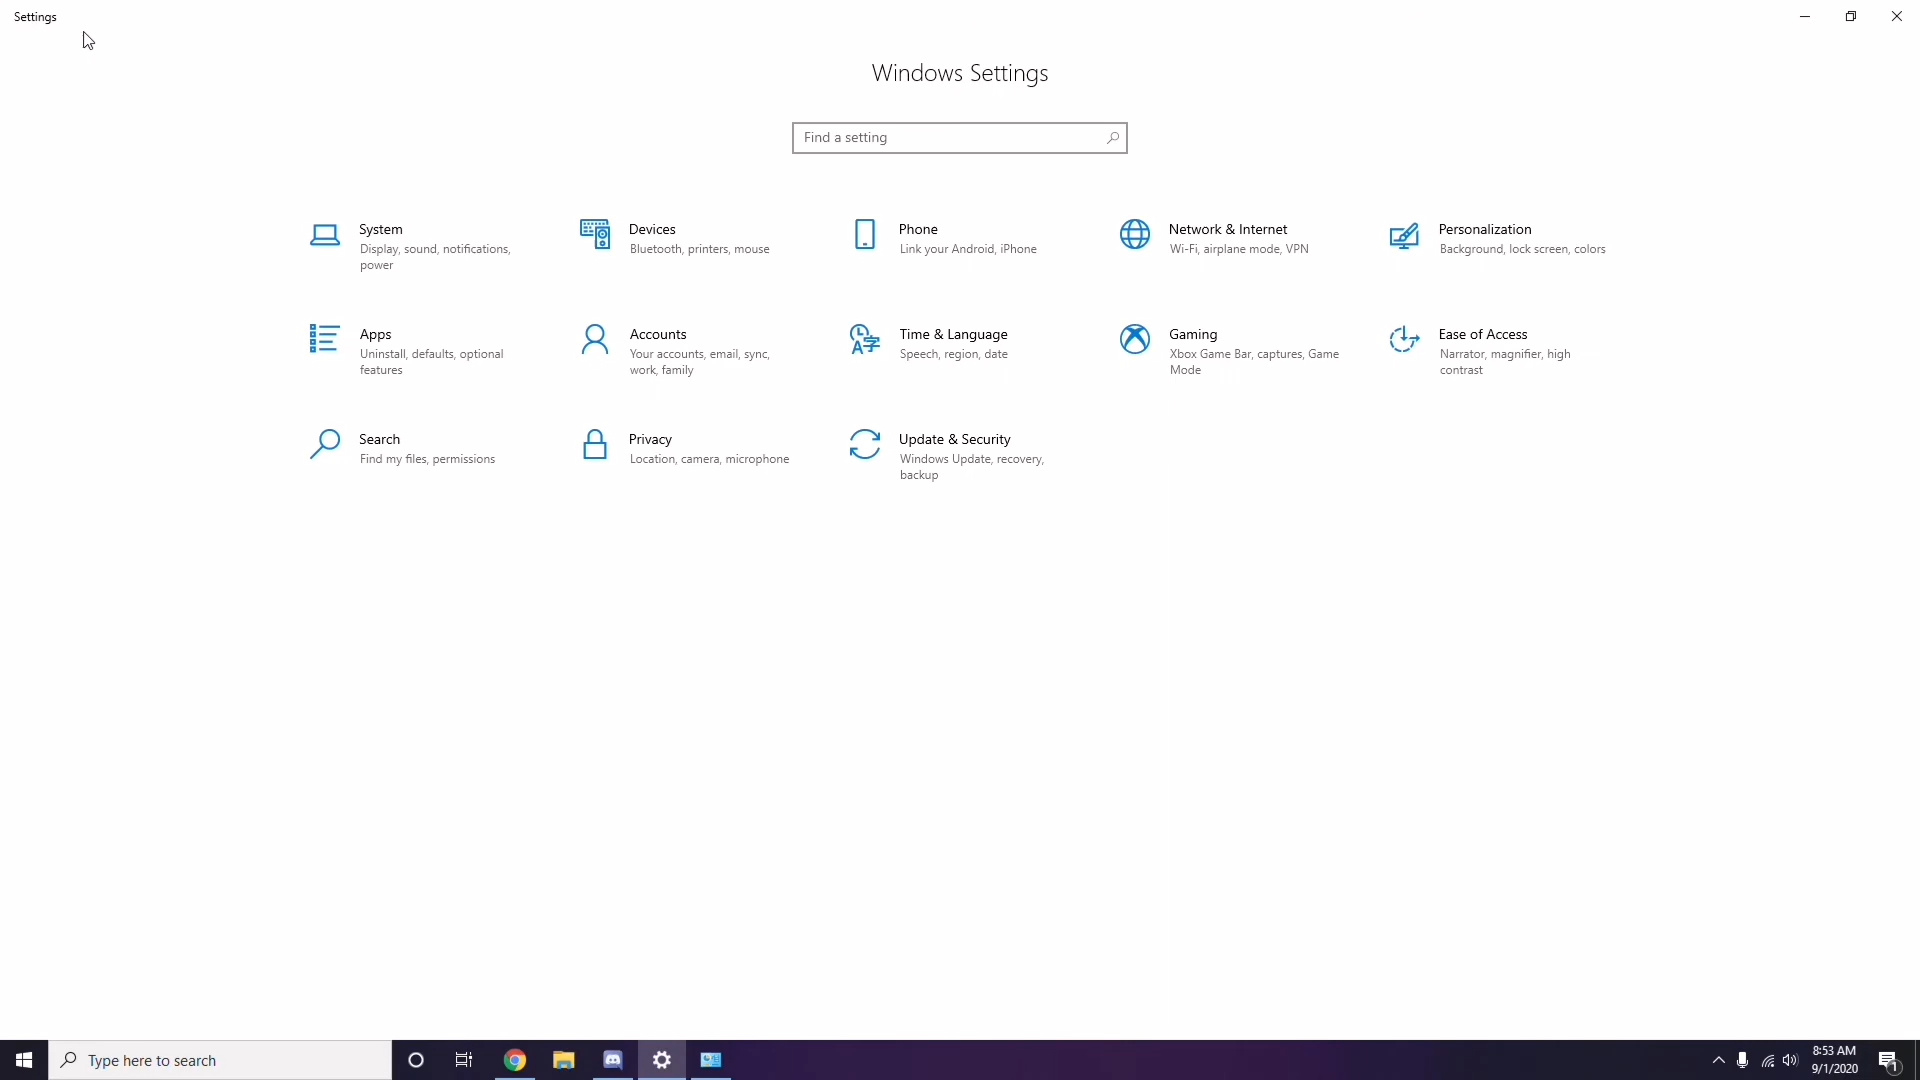 Settings
Windows Settings
Find a setting
System
Display, sound, notifications,
power
Devices
Bluetooth, printers, mouse
Phone
Link your Android, iPhone
Network & Internet
Wi-Fi, airplane mode, VPN
Personalization
Background, lock screen, colors
Apps
Uninstall, defaults, optional
features
Accounts
Your accounts, email, sync,
work, family
Time & Language
Speech, region, date
Gaming
Xbox Game Bar, captures, Game
Mode
Ease of Access
Narrator, magnifier, high
contrast
Search
Find my files, permissions
Privacy
Location, camera, microphone
Update & Security
Windows Update, recovery,
backup
Type here to search
8:53 AM
9/1/2020
1